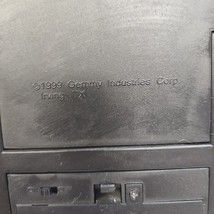 ©1999 Gemmy Industries Corp
Irving, TX